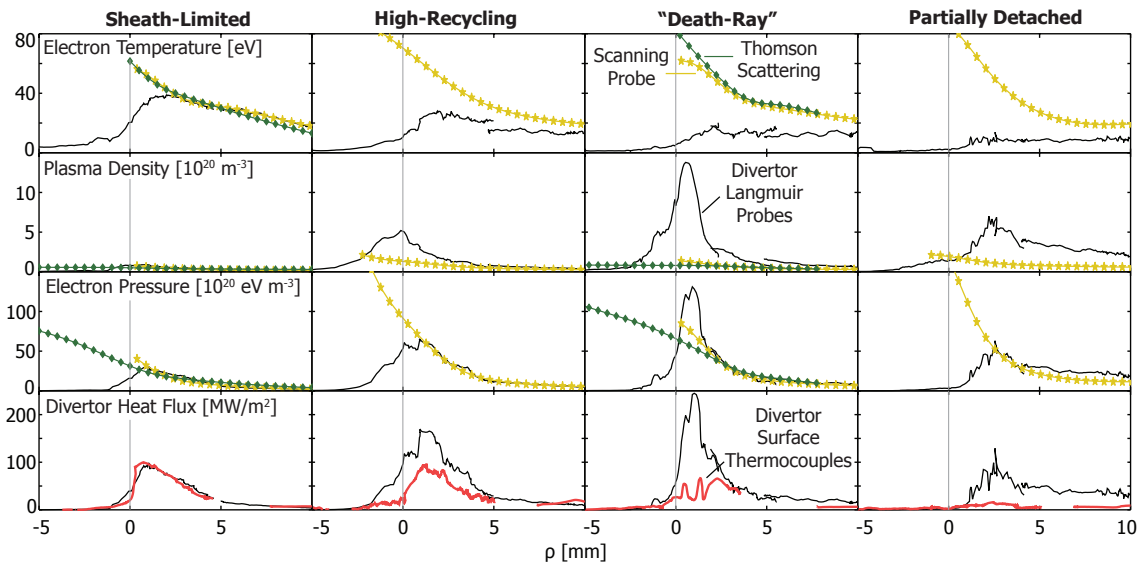 Sheath-Limited
High-Recycling
“Death-Ray”
Partially Detached
80
40
0
Electron Temperature [eV]
Scanning
Probe
Thomson
Scattering
10
5
0
Plasma Density [10²⁰ m⁻³]
Divertor
Langmuir
Probes
100
50
0
Electron Pressure [10²⁰ eV m⁻³]
200
100
0
Divertor Heat Flux [MW/m²]
Divertor
Surface
Thermocouples
-5 0 5 -5 0 5 -5 0 5 -5 0 5 10
ρ [mm]